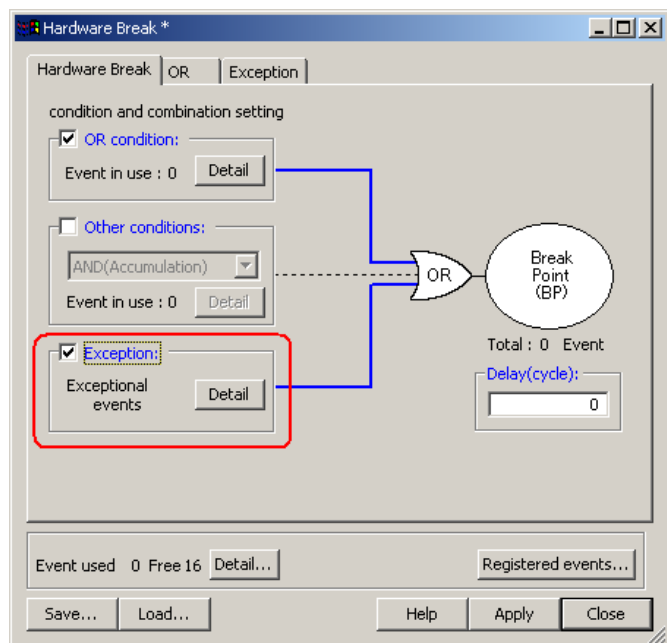 Hardware Break *
Hardware Break OR Exception
condition and combination setting
OR condition:
Event in use : 0 Detail
Other conditions:
AND(Accumulation)
Event in use : 0 Detail
Exception:
Exceptional
events
Detail
OR
Break
Point
(BP)
Total : 0 Event
Delay(cycle):
0
Event used 0 Free 16 Detail... Registered events...
Save... Load... Help Apply Close